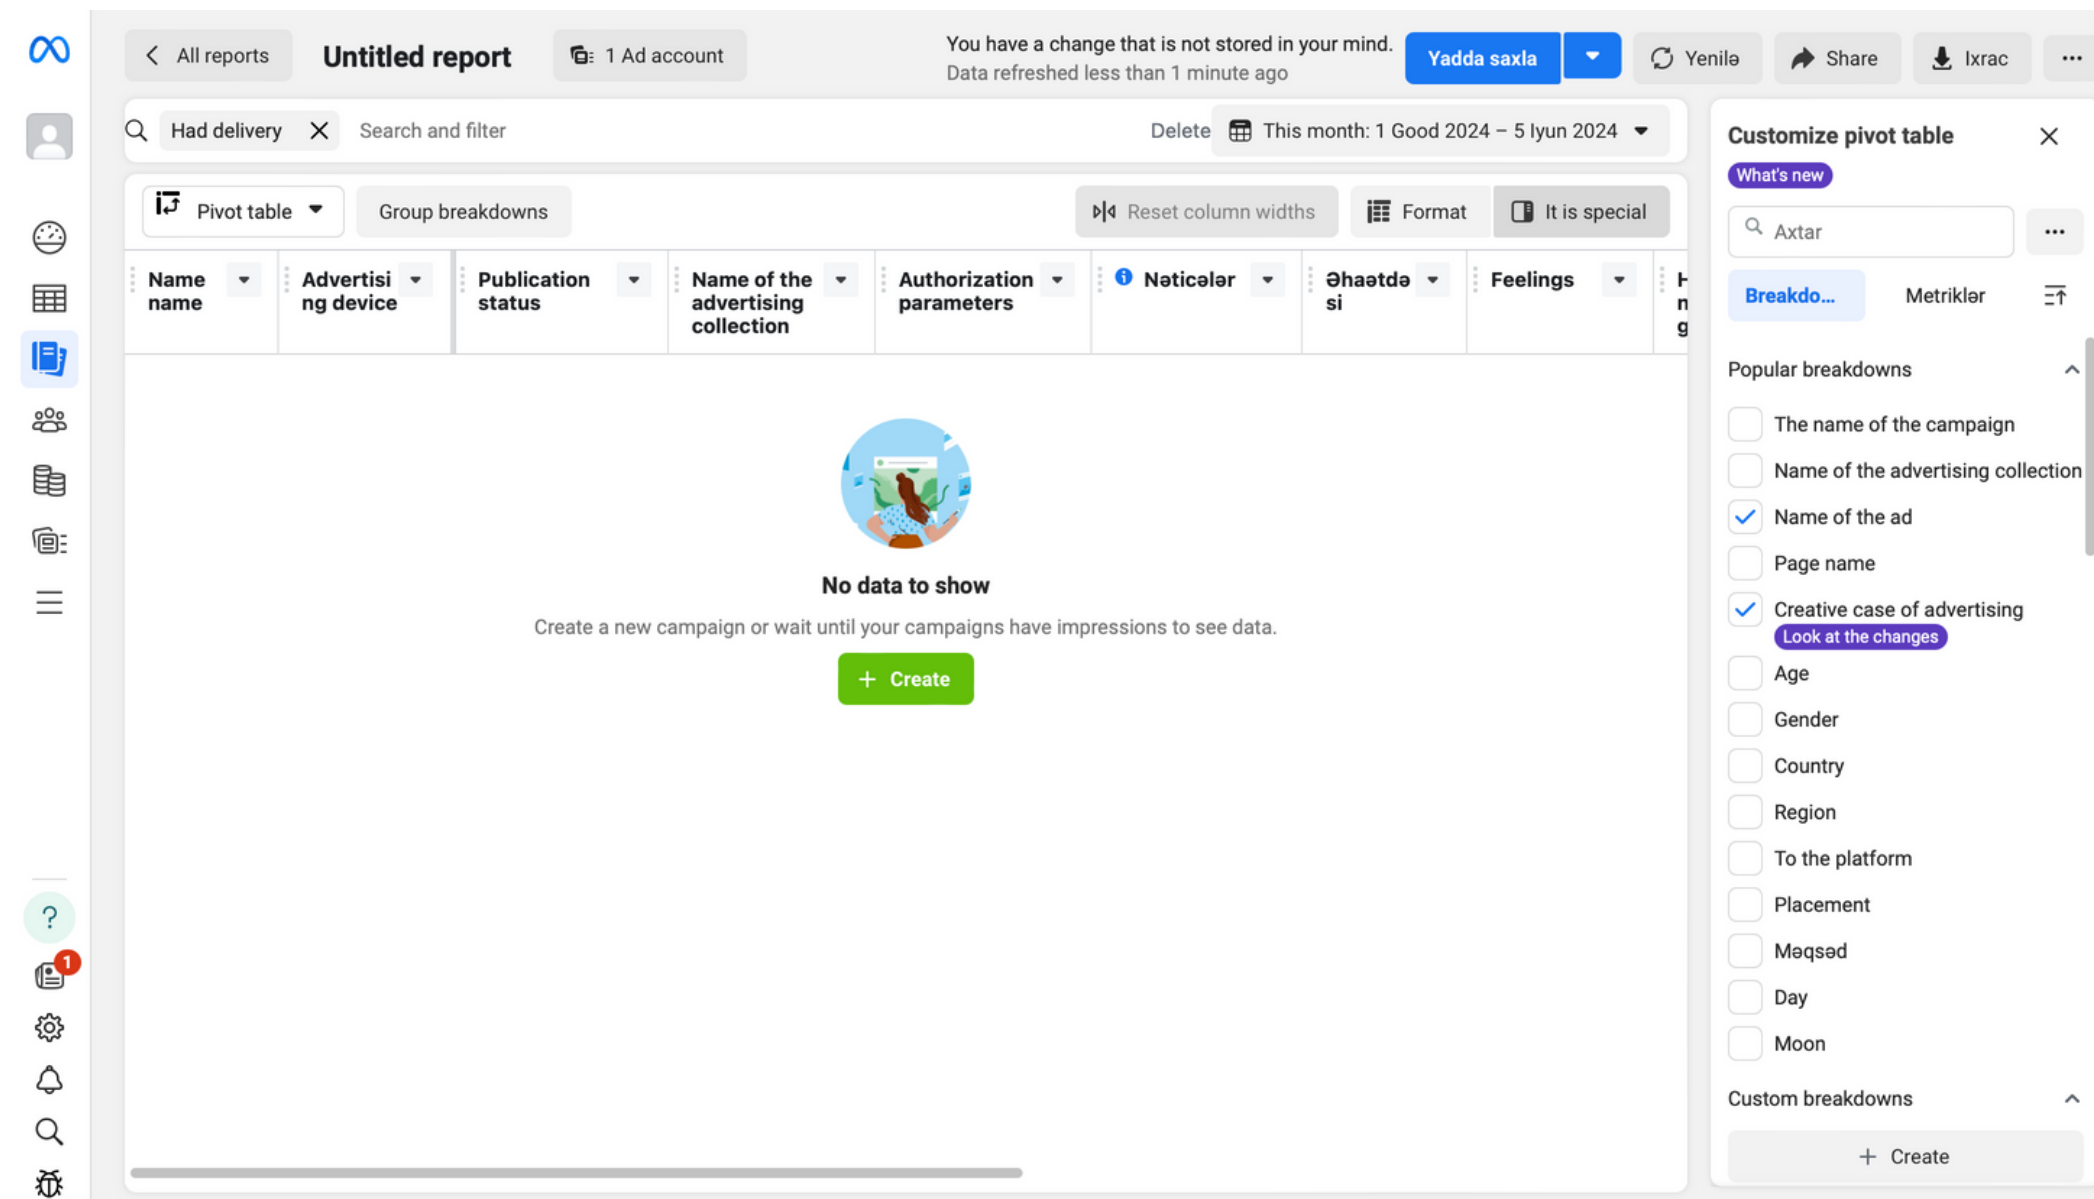 All reports
Untitled report
1 Ad account
You have a change that is not stored in your mind.
Data refreshed less than 1 minute ago
Yadda saxla
Yenilə
Share
Ixrac
Had delivery
Search and filter
Delete
This month: 1 Good 2024 – 5 Iyun 2024
Pivot table
Group breakdowns
Reset column widths
Format
It is special
Name
name
Advertisi
ng device
Publication
status
Name of the
advertising
collection
Authorization
parameters
Nəticələr
Əhaətdə
si
Feelings
No data to show
Create a new campaign or wait until your campaigns have impressions to see data.
+ Create
Customize pivot table
What's new
Axtar
Breakdo...
Metriklər
Popular breakdowns
The name of the campaign
Name of the advertising collection
Name of the ad
Page name
Creative case of advertising
Look at the changes
Age
Gender
Country
Region
To the platform
Placement
Məqsəd
Day
Moon
Custom breakdowns
+ Create
?
1